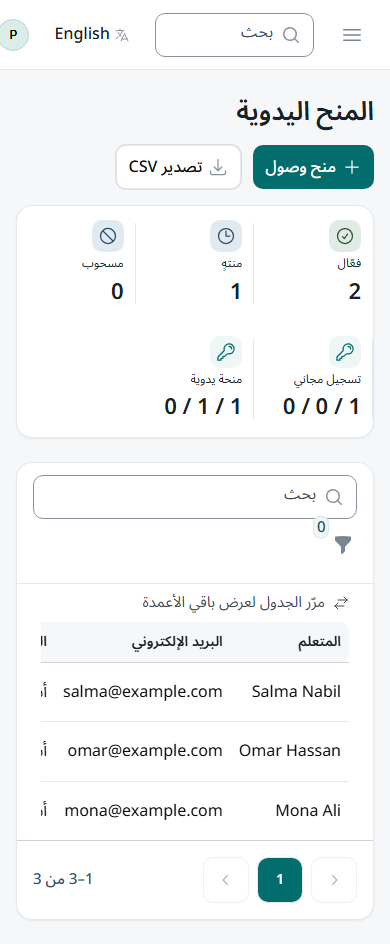 بحث
English
P
المنح اليدوية
منح وصول
تصدير CSV
فعّال
2
منتهٍ
1
مسحوب
0
تسجيل مجاني
0 / 0 / 1
منحة يدوية
0 / 1 / 1
بحث
0
مرّر الجدول لعرض باقي الأعمدة
المتعلم البريد الإلكتروني
Salma Nabil salma@example.com
Omar Hassan omar@example.com
Mona Ali mona@example.com
1
1–3 من 3